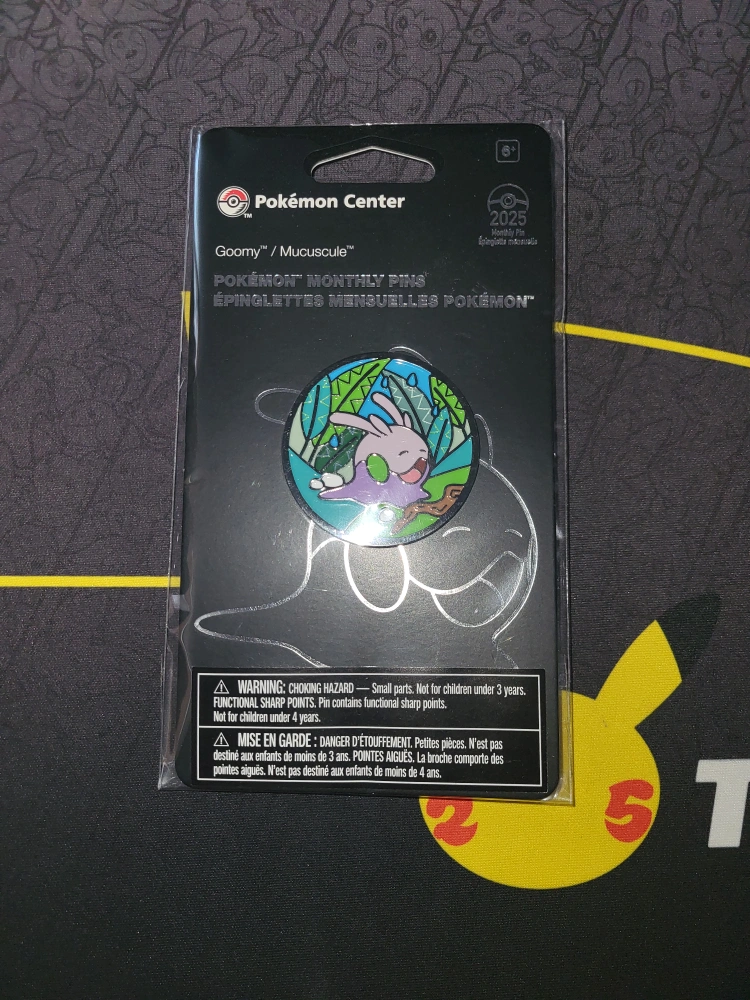 6+
Pokémon Center
TM
2025
Monthly Pin
Épinglette mensuelle
Goomy™ / Mucuscule™
POKÉMON™ MONTHLY PINS
ÉPINGLETTES MENSUELLES POKÉMON™
⚠ WARNING: CHOKING HAZARD — Small parts. Not for children under 3 years.
FUNCTIONAL SHARP POINTS. Pin contains functional sharp points.
Not for children under 4 years.
⚠ MISE EN GARDE : DANGER D'ÉTOUFFEMENT. Petites pièces. N'est pas
destiné aux enfants de moins de 3 ans. POINTES AIGUËS. La broche comporte des
pointes aiguës. N'est pas destiné aux enfants de moins de 4 ans.
2 5
T